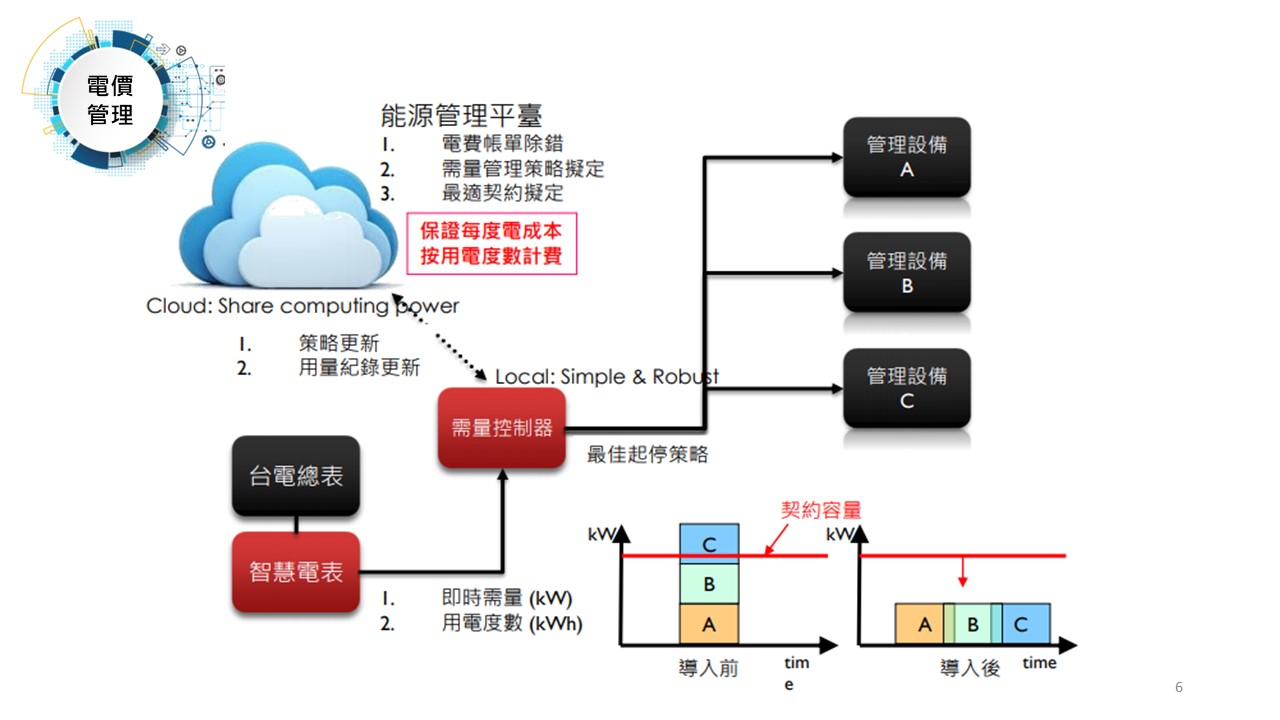 電價
管理
能源管理平臺
1. 電費帳單除錯
2. 需量管理策略擬定
3. 最適契約擬定
保證每度電成本
按用電度數計費
Cloud: Share computing power
1. 策略更新
2. 用量紀錄更新
Local: Simple & Robust
需量控制器
最佳起停策略
管理設備
A
管理設備
B
管理設備
C
台電總表
智慧電表
1. 即時需量 (kW)
2. 用電度數 (kWh)
契約容量
kW
C
B
A
導入前
tim
e
kW
A
B
C
導入後
time
6